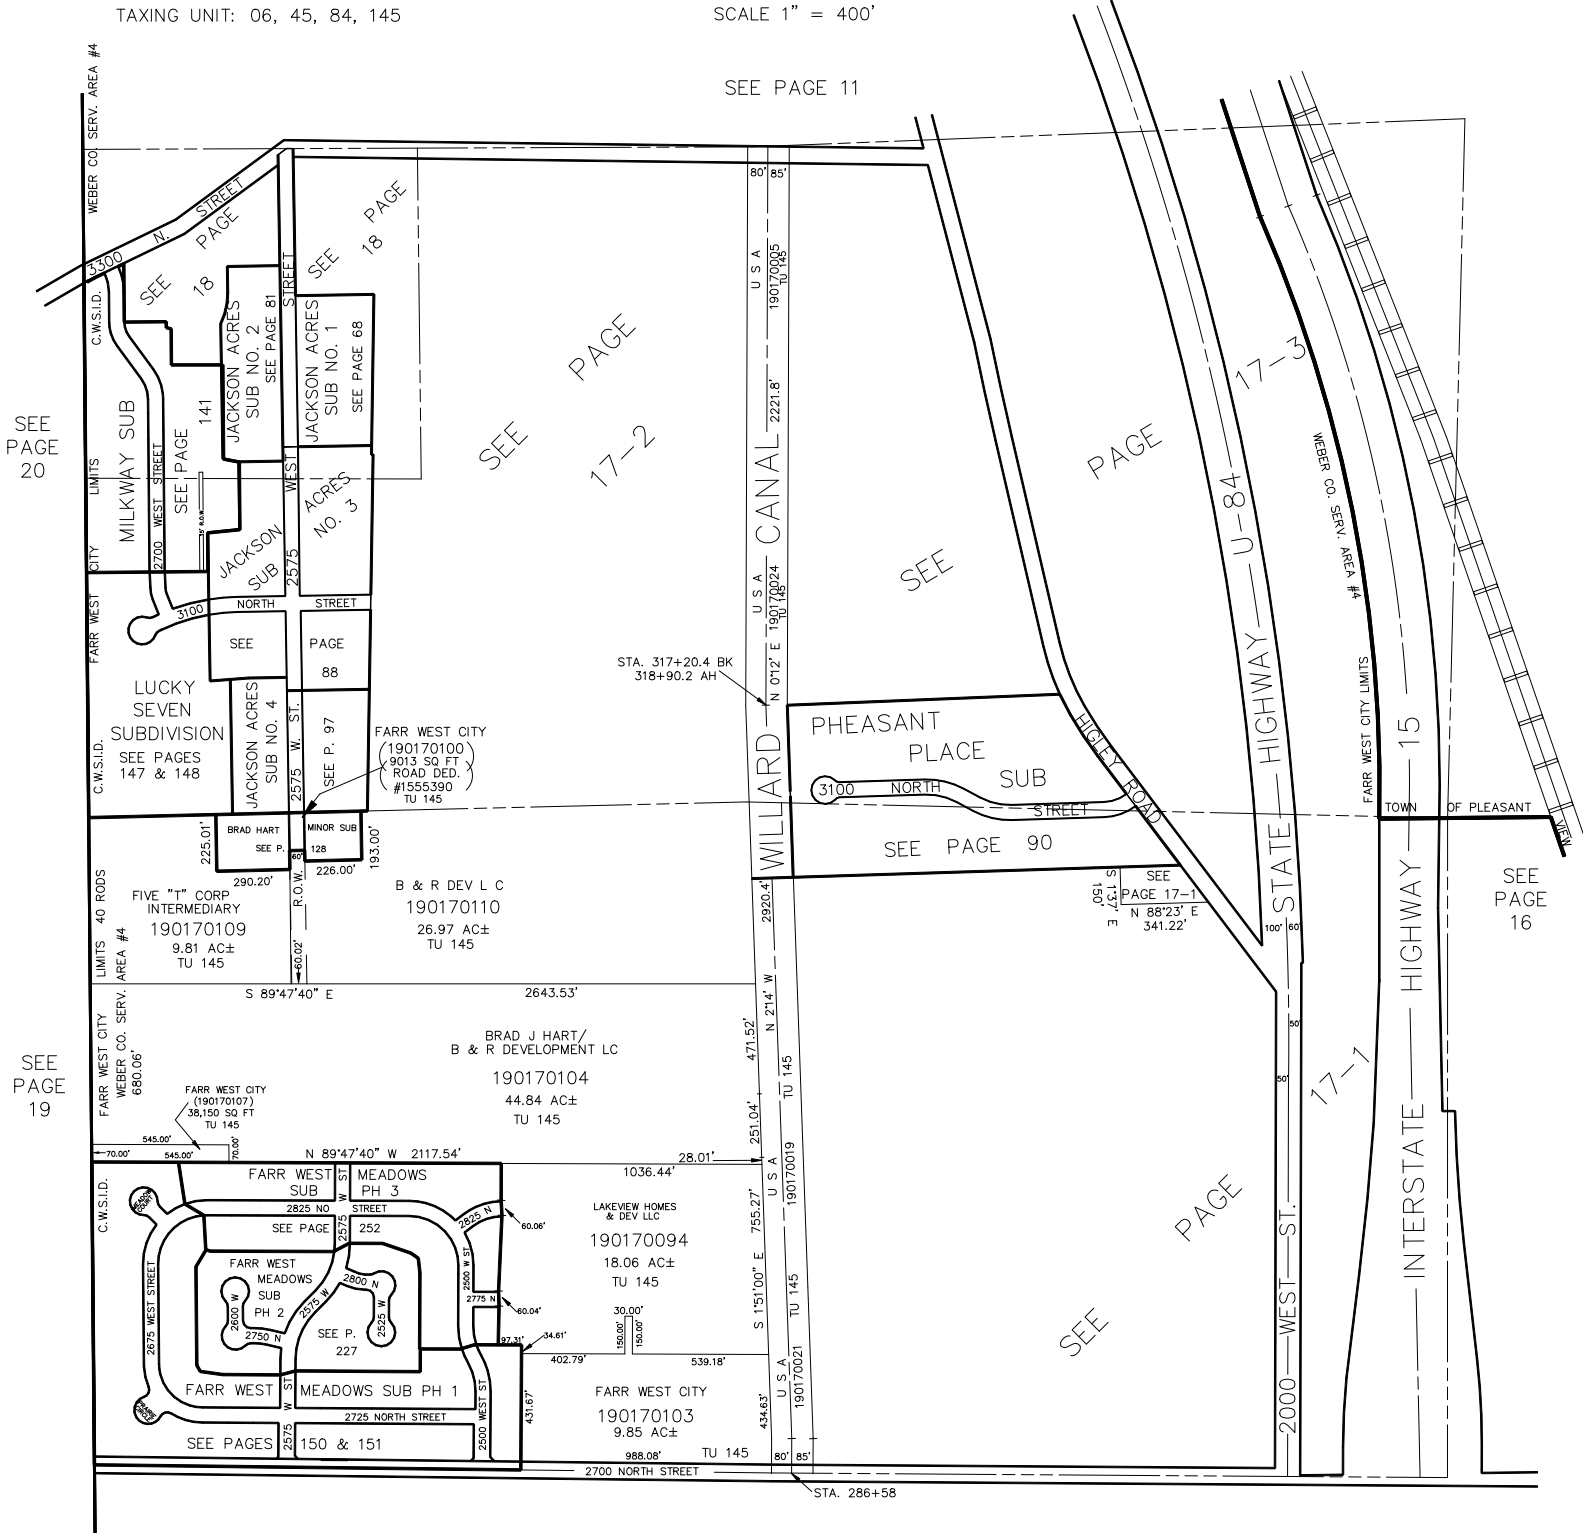 TAXING UNIT: 06, 45, 84, 145
SCALE 1" = 400'
SEE PAGE 11
WEBER CO. SERV. AREA #4
3300 N. STREET
SEE PAGE
18
SEE PAGE
18
C.W.S.I.D.
MILKWAY SUB
SEE PAGE
141
2700 WEST STREET
15' R.O.W.
JACKSON ACRES
SUB NO. 2
SEE PAGE 81
STREET
WEST
2575
JACKSON ACRES
SUB NO. 1
SEE PAGE 68
SEE
PAGE
20
FARR WEST CITY LIMITS
JACKSON ACRES
SUB NO. 3
3100 NORTH STREET
SEE PAGE
88
LUCKY
SEVEN
SUBDIVISION
SEE PAGES
147 & 148
C.W.S.I.D.
JACKSON ACRES
SUB NO. 4
2575 W. ST.
SEE P. 97
FARR WEST CITY
(190170100)
9013 SQ FT
ROAD DED.
#1555390
TU 145
SEE PAGE
17-2
80' 85'
USA
190170005
TU 145
2221.8'
WILLARD CANAL
USA
190170024
TU 145
N 0°12' E
STA. 317+20.4 BK
318+90.2 AH
PHEASANT
PLACE
SUB
3100 NORTH STREET
SEE PAGE 90
HIGLEY ROAD
SEE PAGE
17-3
STATE HIGHWAY U-84
WEBER CO. SERV. AREA #4
FARR WEST CITY LIMITS
INTERSTATE HIGHWAY 15
TOWN OF PLEASANT VIEW
SEE
PAGE
16
SEE
PAGE 17-1
S 1°37' E
150'
N 88°23' E
341.22'
100' 60'
50'
50'
17-1
SEE PAGE
2000 WEST ST.
225.01'
BRAD HART MINOR SUB
SEE P. 128
193.00'
60'
290.20'
226.00'
R.O.W.
60.02'
FIVE "T" CORP
INTERMEDIARY
190170109
9.81 AC±
TU 145
B & R DEV L C
190170110
26.97 AC±
TU 145
LIMITS 40 RODS
FARR WEST CITY
WEBER CO. SERV. AREA #4
S 89°47'40" E
2643.53'
2920.4'
N 2°14' W
471.52'
BRAD J HART/
B & R DEVELOPMENT LC
190170104
44.84 AC±
TU 145
SEE
PAGE
19
680.06'
FARR WEST CITY
(190170107)
38,150 SQ FT
TU 145
545.00'
70.00'
545.00'
70.00'
N 89°47'40" W 2117.54'
28.01'
1036.44'
251.04'
TU 145
USA
190170019
755.27'
S 1°51'00" E
TU 145
USA
190170021
434.63'
C.W.S.I.D.
FARR WEST MEADOWS
SUB PH 3
MEADOW COURT
2825 NO STREET
SEE PAGE 252
2575 W ST
2825 N
60.06'
2500 W ST
2775 N
60.04'
2675 WEST STREET
FARR WEST
MEADOWS
SUB
PH 2
2600 W
2750 N
2575 W
2800 N
2525 W
SEE P.
227
LAKEVIEW HOMES
& DEV LLC
190170094
18.06 AC±
TU 145
30.00'
150.00'
150.00'
97.31'
34.61'
402.79'
539.18'
FARR WEST MEADOWS SUB PH 1
PRAIRIE CIRCLE
2725 NORTH STREET
2575 W ST
2500 WEST ST
SEE PAGES 150 & 151
431.67'
FARR WEST CITY
190170103
9.85 AC±
988.08'
TU 145
80' 85'
2700 NORTH STREET
STA. 286+58